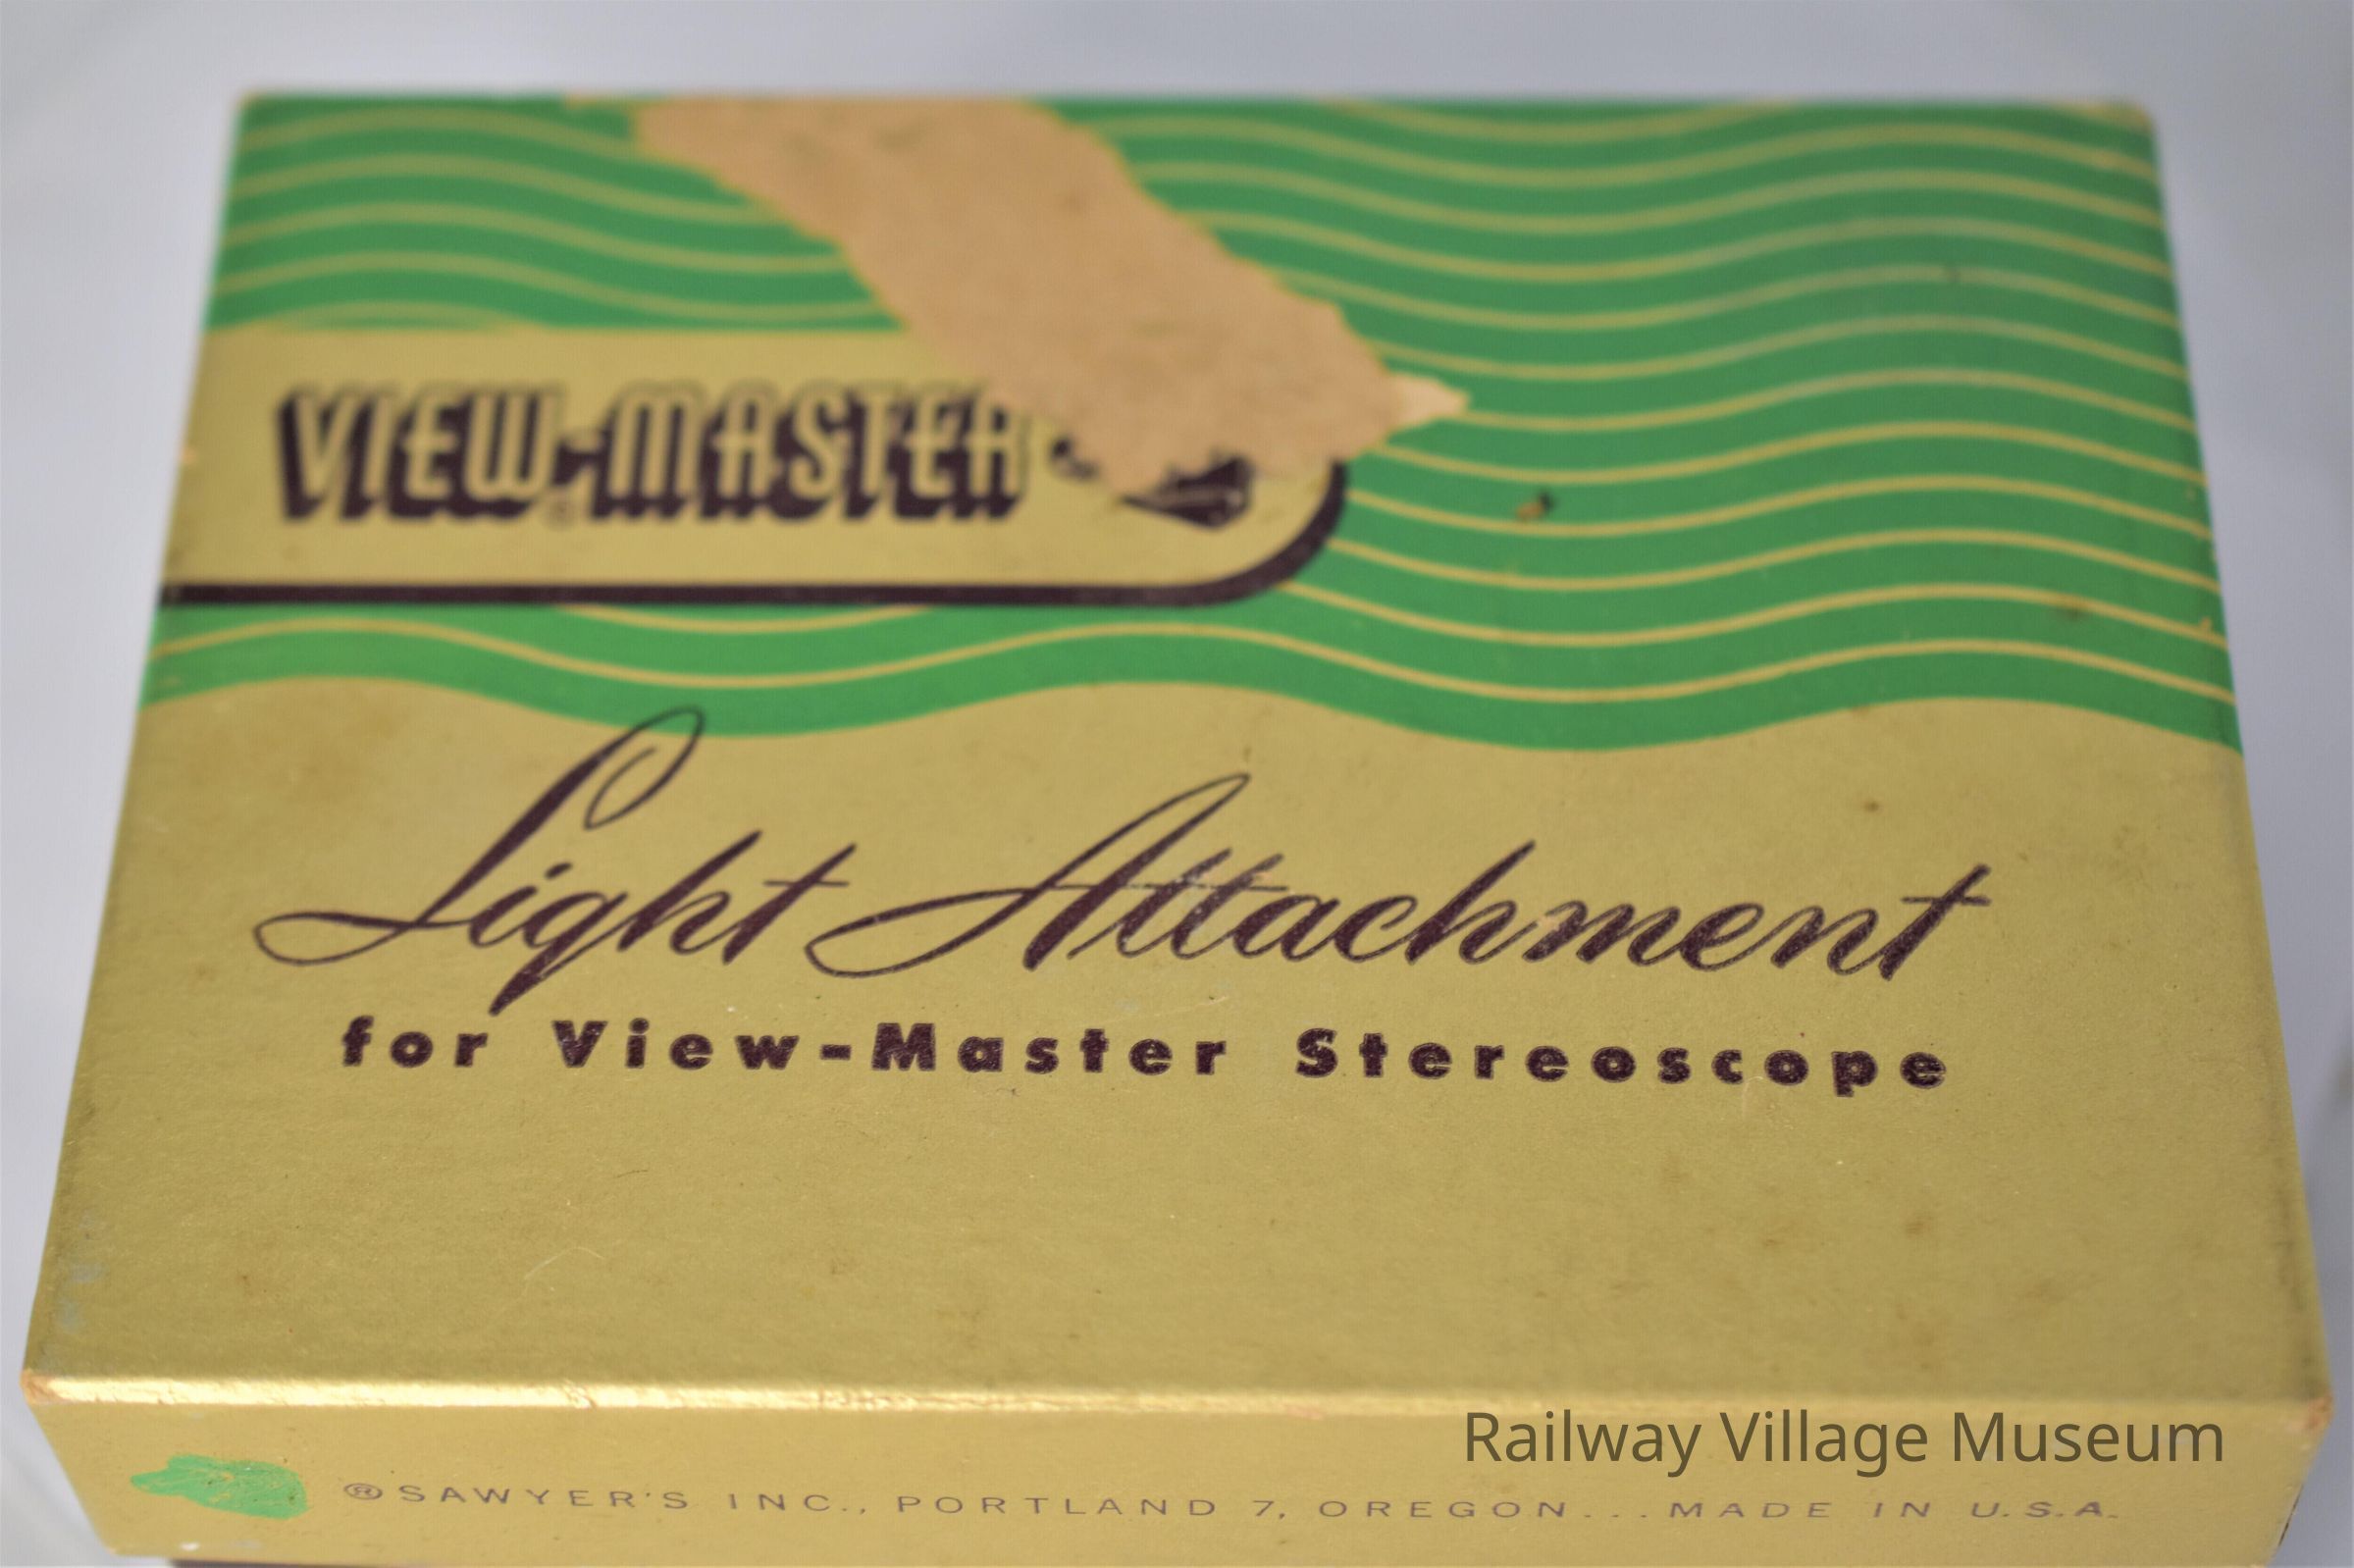 VIEW-MASTER
®
Light Attachment
for View-Master Stereoscope
Railway Village Museum
®SAWYER'S INC., PORTLAND 7, OREGON...MADE IN U.S.A.